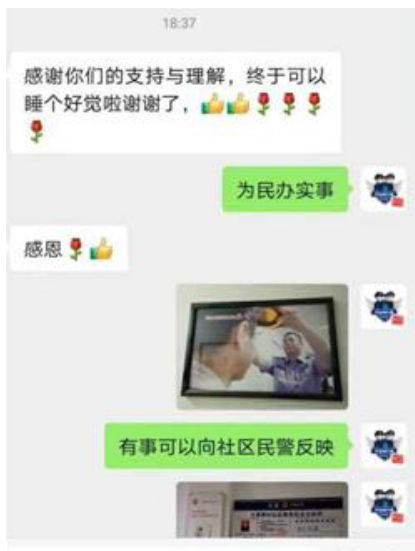 18:37
感谢你们的支持与理解，终于可以
睡个好觉啦谢谢了，👍👍🌹🌹🌹
🌹
为民办实事
感恩🌹👍
有事可以向社区民警反映